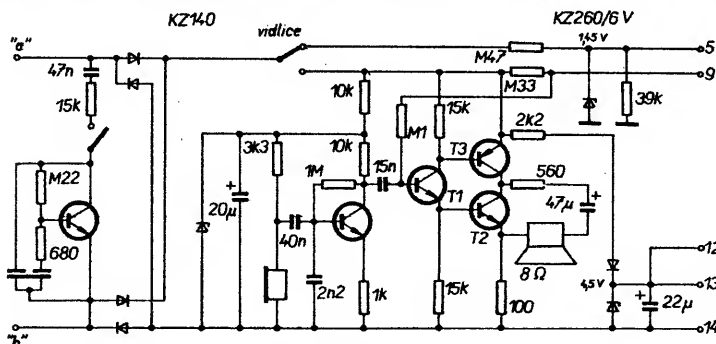 KZ140
KZ260/6 V
"a"
vidlice
1,45 V
5
M47
47n
9
M33
10k
39k
15k
15k
M1
2k2
T3
10k
3k3
M22
1M
15n
560
T1
20µ
+
47µ
+
T2
680
40n
12
8 Ω
4,5 V
13
2n2
1k
15k
100
+
22µ
14
"b"